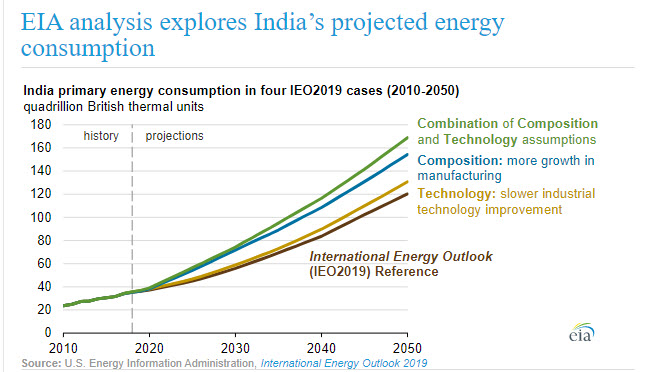 EIA analysis explores India's projected energy
consumption
India primary energy consumption in four IEO2019 cases (2010-2050)
quadrillion British thermal units
180
160
140
120
100
80
60
40
20
0
history
projections
Combination of Composition
and Technology assumptions
Composition: more growth in
manufacturing
Technology: slower industrial
technology improvement
International Energy Outlook
(IEO2019) Reference
2010
2020
2030
2040
2050
eia
Source: U.S. Energy Information Administration, International Energy Outlook 2019